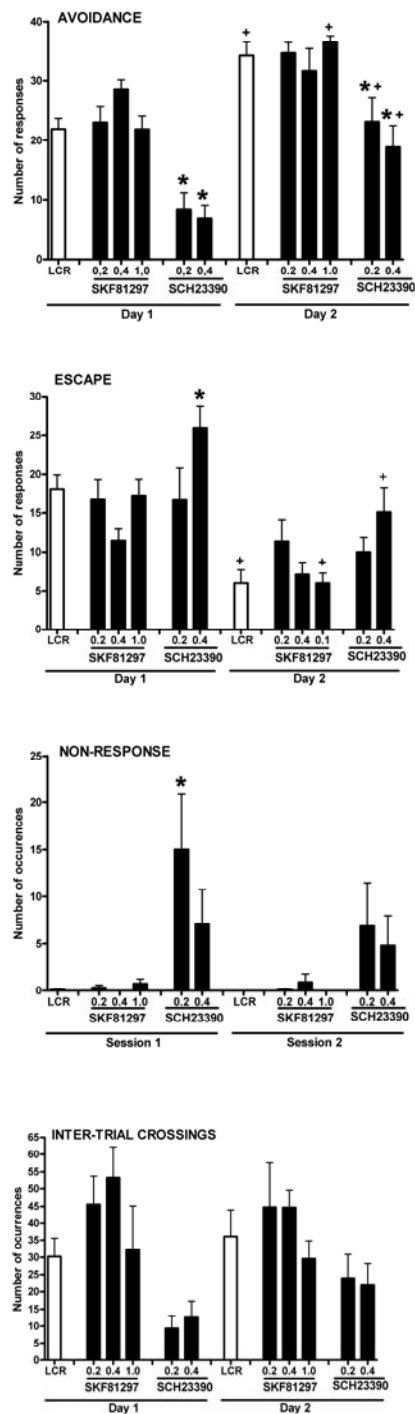 AVOIDANCE
Number of responses
40
30
20
10
0
+ +
* * *+ *+
LCR 0.2 0,4 1,0 0,2 0.4 LCR 0.2 0.4 1.0 0.2 0.4
SKF81297 SCH23390 SKF81297 SCH23390
Day 1 Day 2
ESCAPE
Number of responses
30
25
20
15
10
5
0
* + + +
LCR 0.2 0.4 1.0 0.2 0.4 LCR 0.2 0.4 0.1 0.2 0.4
SKF81297 SCH23390 SKF81297 SCH23390
Day 1 Day 2
NON-RESPONSE
Number of occurences
25
20
15
10
5
0
*
LCR 0.2 0.4 1.0 0.2 0.4 LCR 0.2 0.4 1.0 0.2 0.4
SKF81297 SCH23390 SKF81297 SCH23390
Session 1 Session 2
INTER-TRIAL CROSSINGS
Number of ocurrences
65
60
55
50
45
40
35
30
25
20
15
10
5
0
LCR 0.2 0.4 1.0 0.2 0.4 LCR 0.2 0.4 1.0 0.2 0.4
SKF81297 SCH23390 SKF81297 SCH23390
Day 1 Day 2